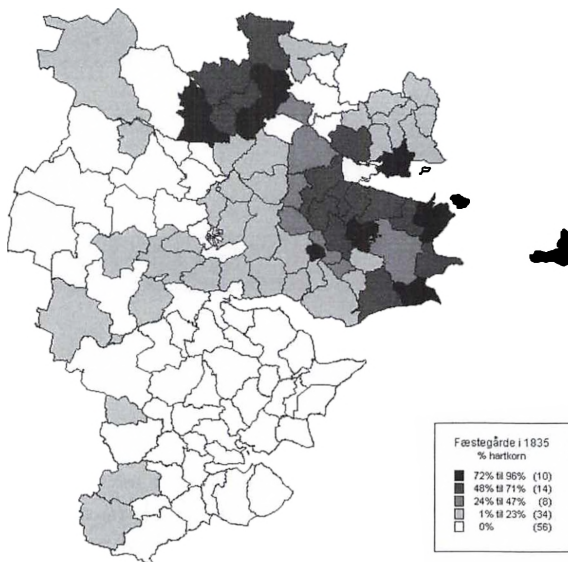 Fæstegårde i 1835
% hartkorn
72% til 96% (10)
48% til 71% (14)
24% til 47% (8)
1% til 23% (34)
0% (56)